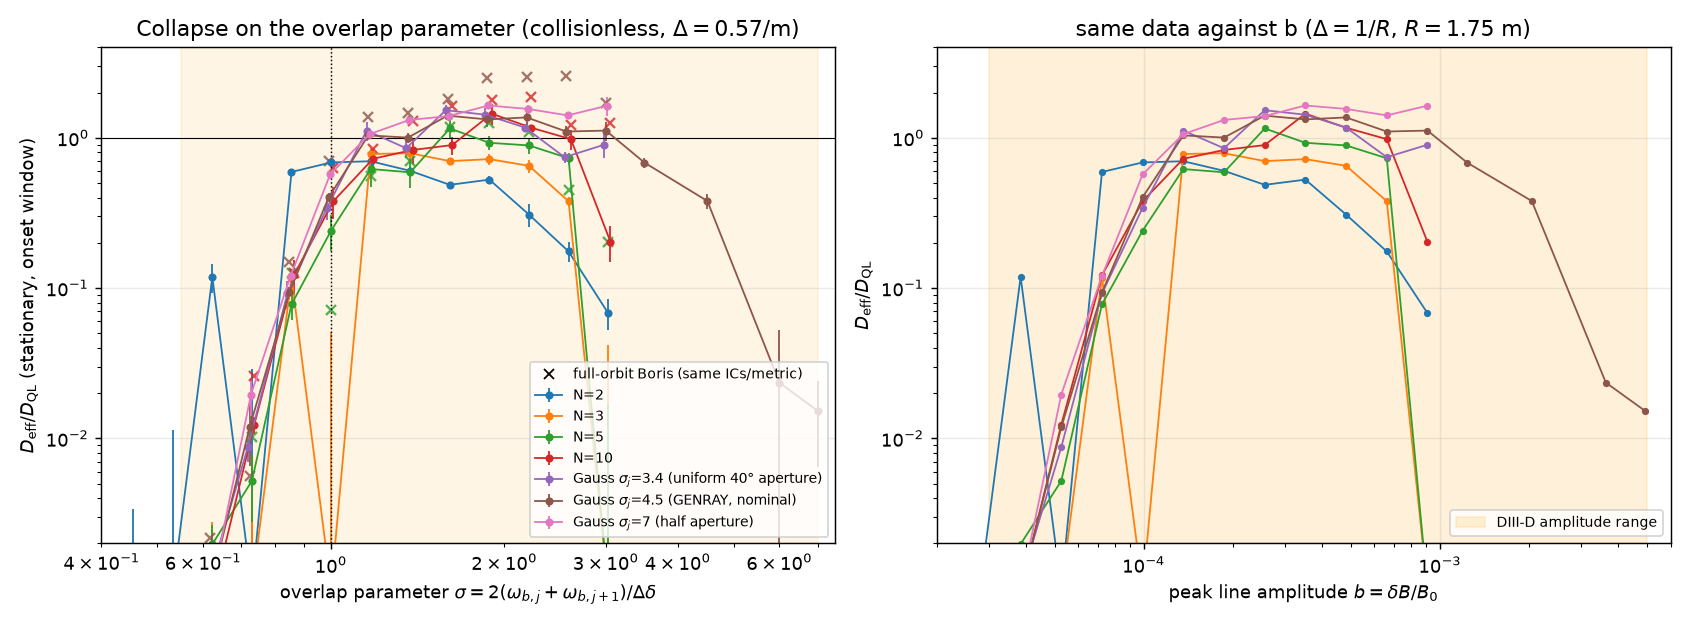 Collapse on the overlap parameter (collisionless, Δ = 0.57/m)
D_eff/D_QL (stationary, onset window)
10⁰
10⁻¹
10⁻²
full-orbit Boris (same ICs/metric)
N=2
N=3
N=5
N=10
Gauss σ_j=3.4 (uniform 40° aperture)
Gauss σ_j=4.5 (GENRAY, nominal)
Gauss σ_j=7 (half aperture)
4 × 10⁻¹ 6 × 10⁻¹ 10⁰ 2 × 10⁰ 3 × 10⁰ 4 × 10⁰ 6 × 10⁰
overlap parameter σ = 2(ω_{b,j} + ω_{b,j+1})/Δδ
same data against b (Δ = 1/R, R = 1.75 m)
D_eff/D_QL
10⁰
10⁻¹
10⁻²
DIII-D amplitude range
10⁻⁴ 10⁻³
peak line amplitude b = δB/B₀